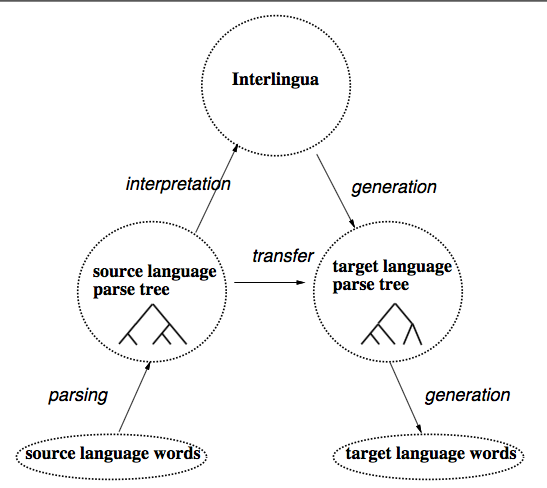 Interlingua
interpretation
generation
transfer
source language
parse tree
target language
parse tree
parsing
generation
source language words
target language words